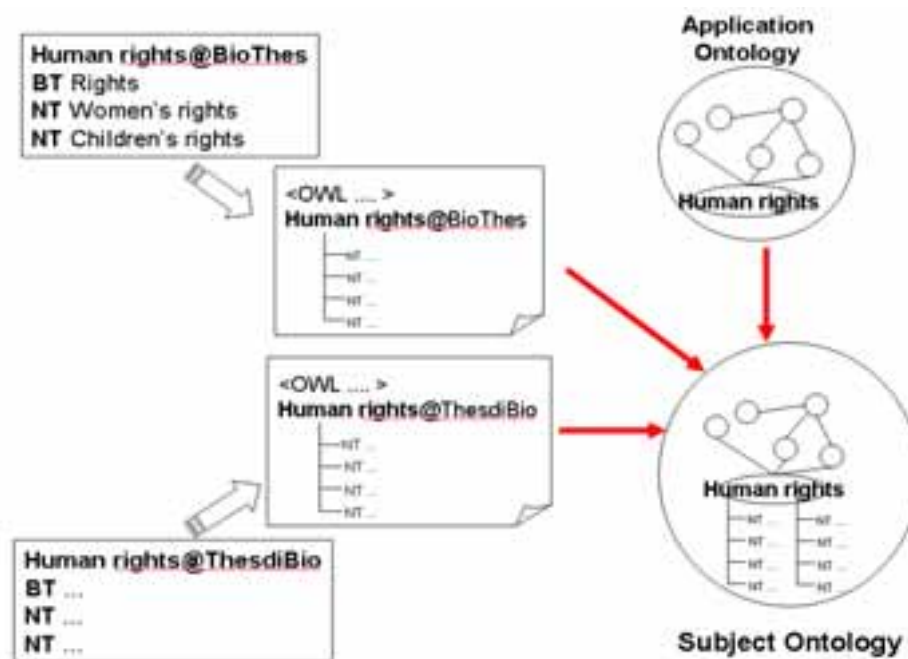 Human rights@BioThes
BT Rights
NT Women's rights
NT Children's rights
Application
Ontology
Human rights
<OWL .... >
Human rights@BioThes
NT ...
NT ...
NT ...
NT ...
<OWL .... >
Human rights@ThesdiBio
NT ...
NT ...
NT ...
NT ...
Human rights@ThesdiBio
BT ...
NT ...
NT ...
Human rights
NT ... NT ...
NT ... NT ...
NT ... NT ...
NT ... NT ...
Subject Ontology